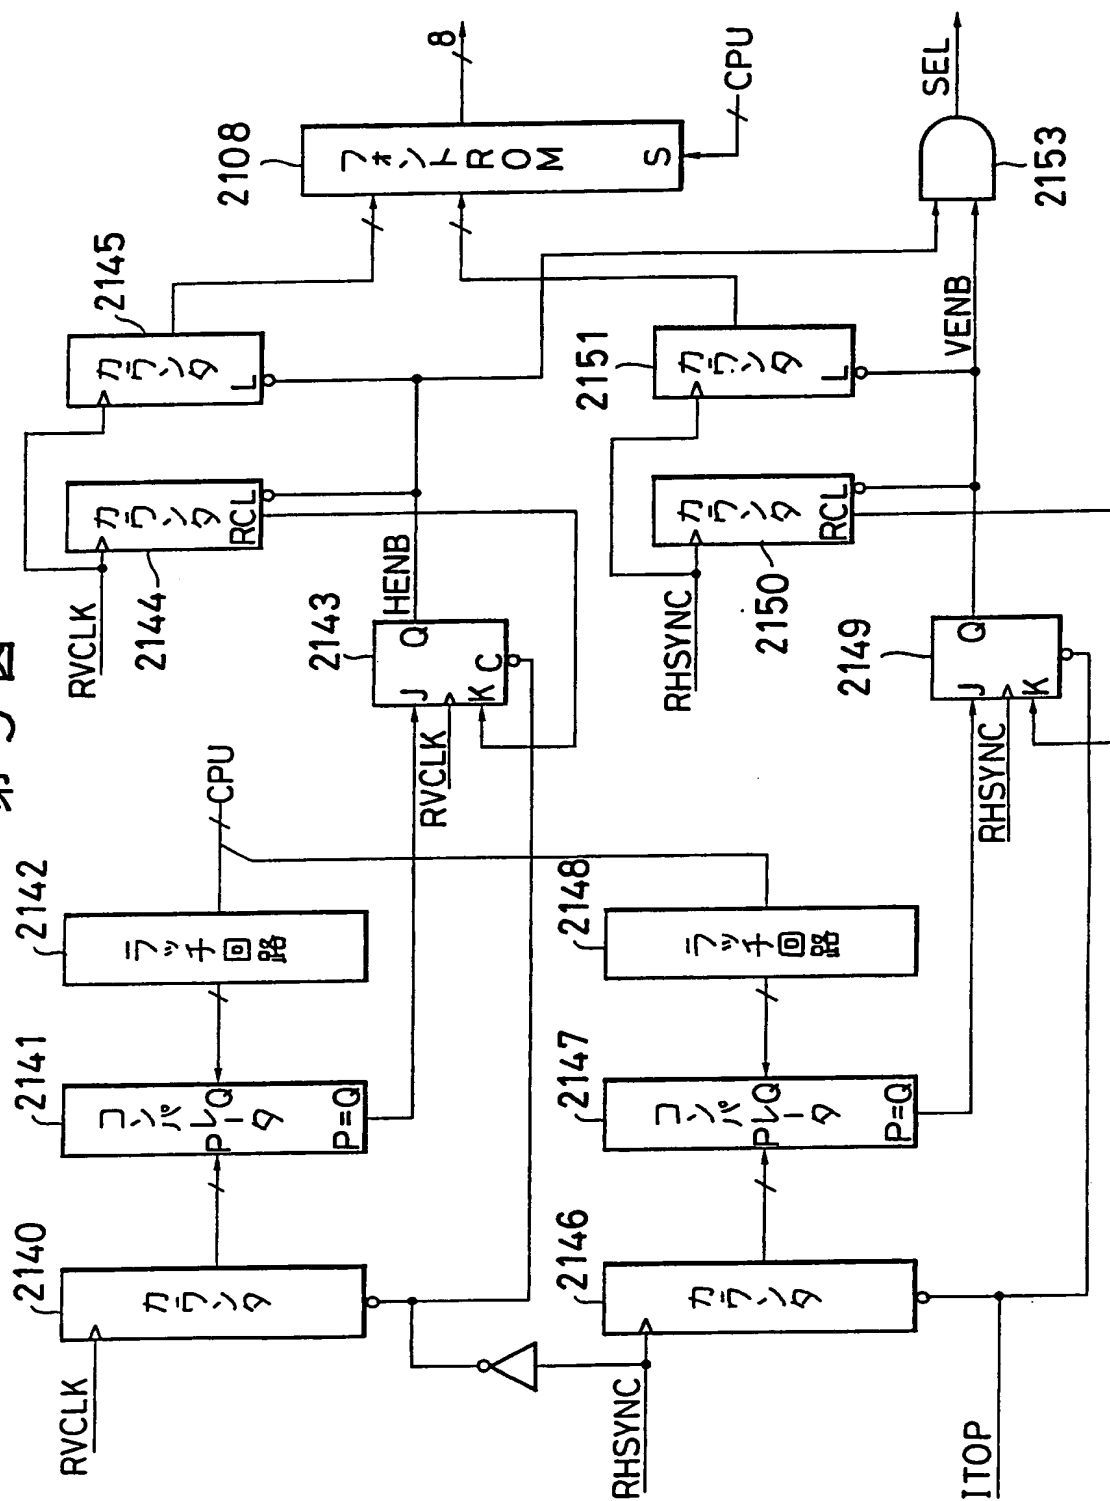 RVCLK
2140
カウンタ
2141
コンパレータ
P
Q
P=Q
2142
ラッチ回路
CPU
RVCLK
2144
カウンタ
RCL
2145
カウンタ
L
2143
J
RVCLK
K
Q
C
HENB
2108
フォントROM
S
8
CPU
RHSYNC
2146
カウンタ
2147
コンパレータ
P
Q
P=Q
2148
ラッチ回路
RHSYNC
2150
カウンタ
RCL
2151
カウンタ
L
2149
J
RHSYNC
K
Q
VENB
SEL
2153
ITOP